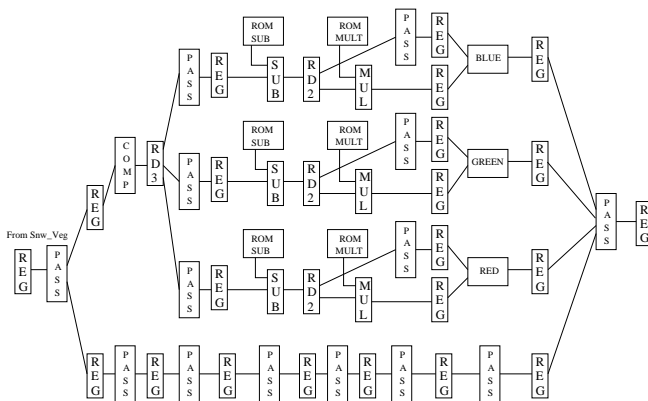 From Snw_Veg
REG
PASS
REG
COMP
RD3
PASS
REG
ROM
SUB
SUB
RD2
ROM
MULT
MUL
PASS
REG
REG
BLUE
REG
PASS
REG
ROM
SUB
SUB
RD2
ROM
MULT
MUL
PASS
REG
REG
GREEN
REG
PASS
REG
ROM
SUB
SUB
RD2
ROM
MULT
MUL
PASS
REG
REG
RED
REG
PASS
REG
REG
PASS
REG
PASS
REG
PASS
REG
PASS
REG
PASS
REG
PASS
REG